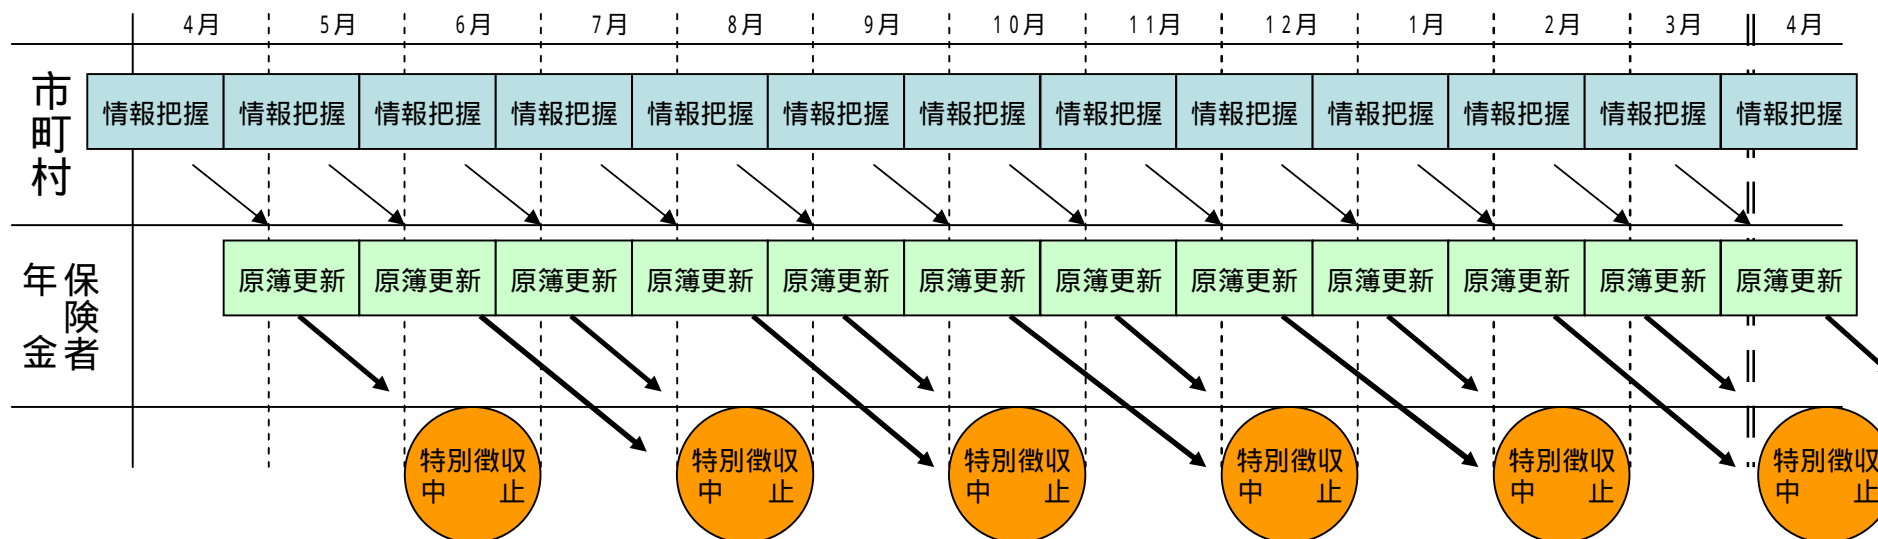 4月 5月 6月 7月 8月 9月 10月 11月 12月 1月 2月 3月 4月
市町村
情報把握 情報把握 情報把握 情報把握 情報把握 情報把握 情報把握 情報把握 情報把握 情報把握 情報把握 情報把握 情報把握
年金
保険者
原簿更新 原簿更新 原簿更新 原簿更新 原簿更新 原簿更新 原簿更新 原簿更新 原簿更新 原簿更新 原簿更新 原簿更新
特別徴収 特別徴収 特別徴収 特別徴収 特別徴収 特別徴収
中止 中止 中止 中止 中止 中止